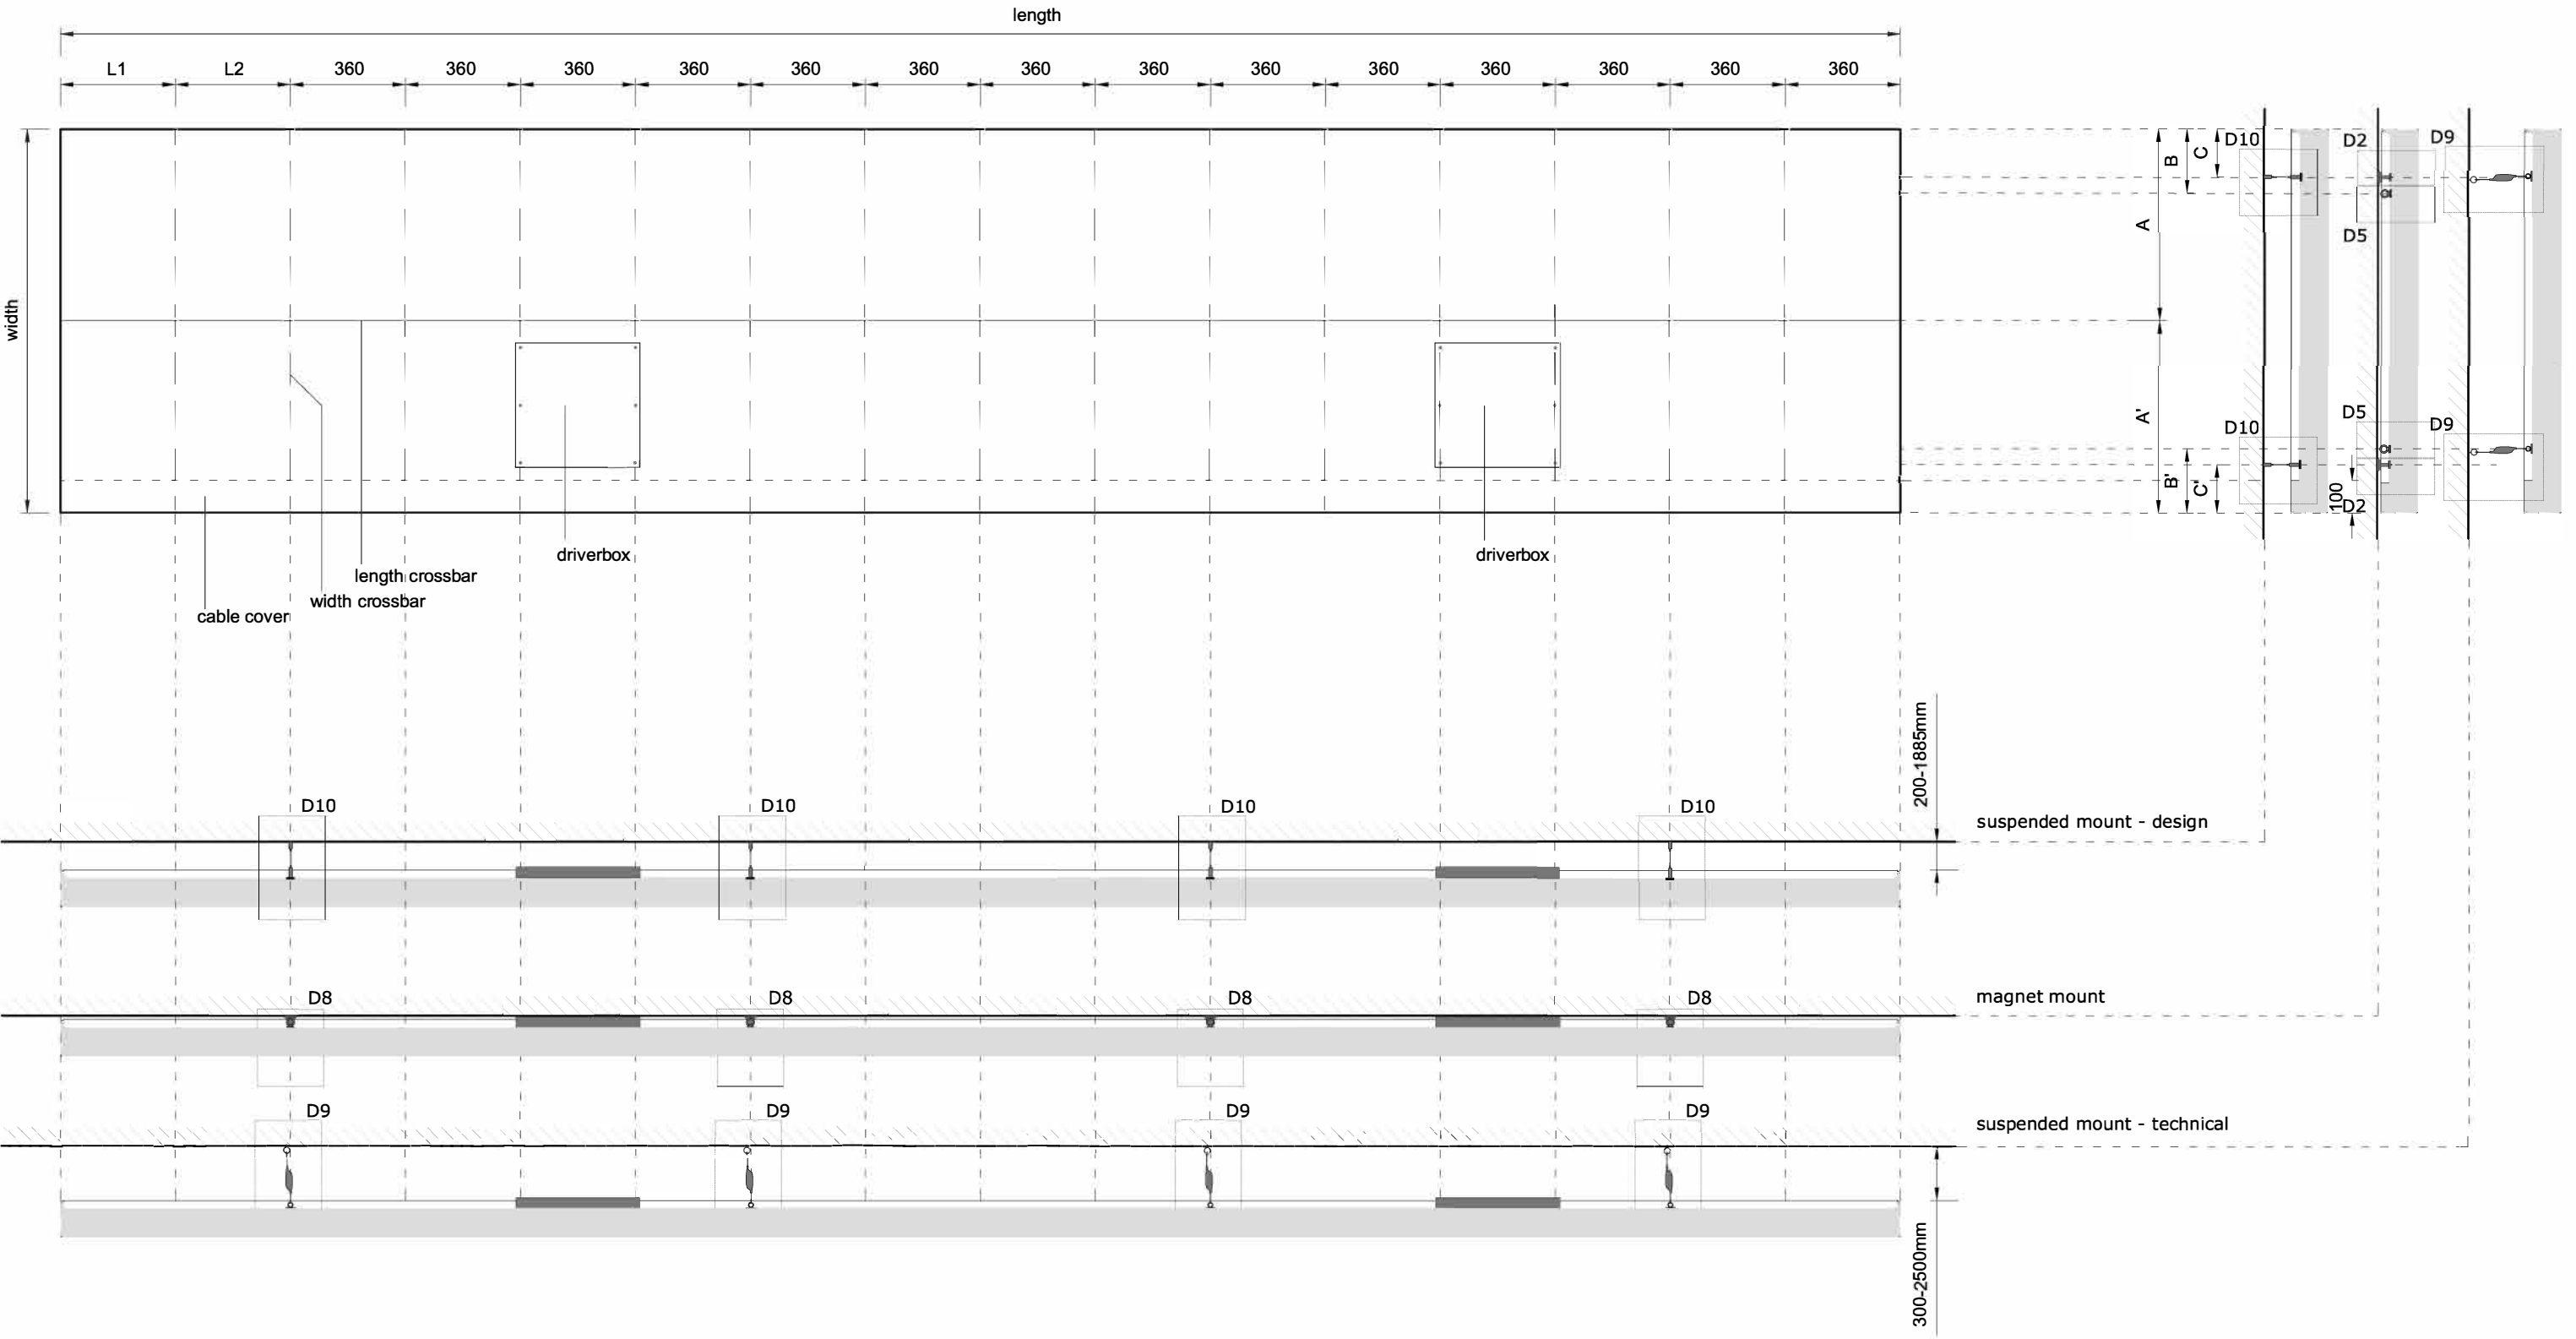 length
L1 L2 360 360 360 360 360 360 360 360 360 360 360 360 360 360
width
driverbox
driverbox
length crossbar
width crossbar
cable cover
A B C
A' B' C'
100
D10 D2 D9
D5
D5
D10 D9
D2
200-1885mm
D10 D10 D10 D10
suspended mount - design
D8 D8 D8 D8
magnet mount
D9 D9 D9 D9
suspended mount - technical
300-2500mm